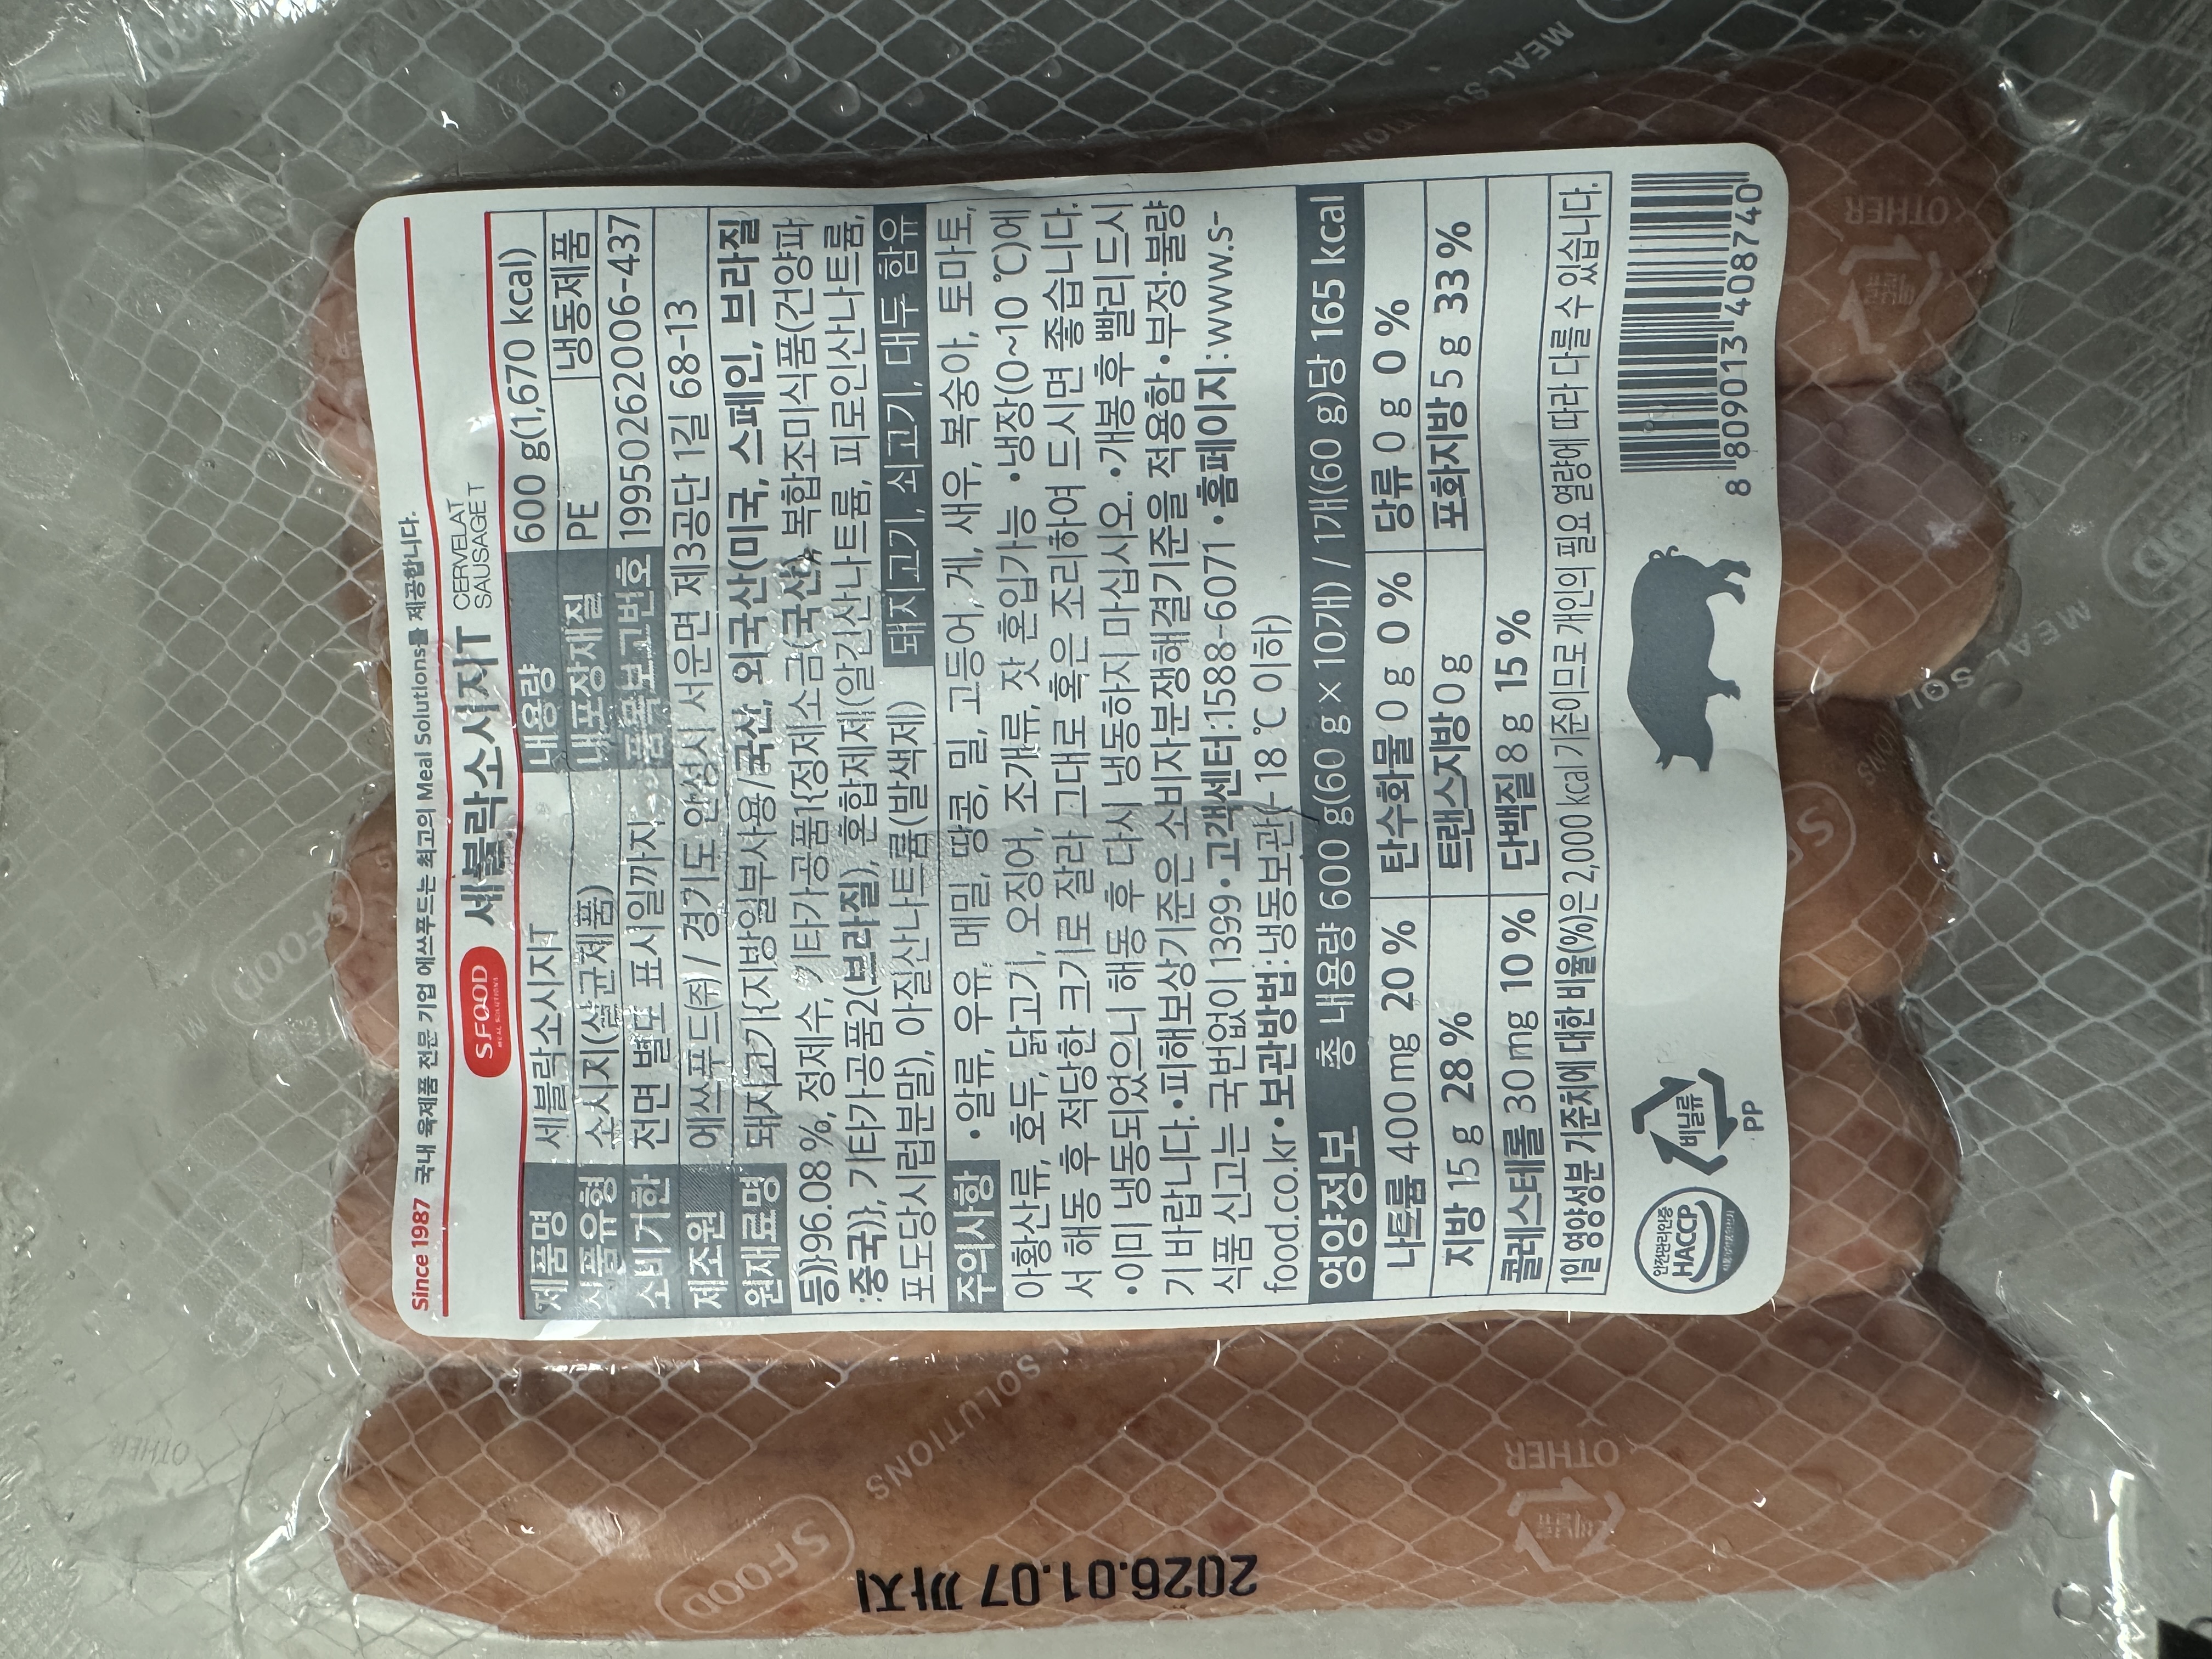 Since 1987 국내 육제품 전문 기업 에쓰푸드는 최고의 Meal Solutions를 제공합니다.
SFOOD
MEAL SOLUTIONS
세블락소시지T
CERVELAT
SAUSAGE T
제품명 세블락소시지T 내용량 600 g(1,670 kcal)
식품유형 소시지(살균제품) 내포장재질 PE 냉동제품
소비기한 전면 별도 표시일까지 품목보고번호 19950262006-437
제조원 에쓰푸드(주) / 경기도 안성시 서운면 제3공단 1길 68-13
원재료명 돼지고기{지방일부사용/국산, 외국산(미국, 스페인, 브라질
등)}96.08 %, 정제수, 기타가공품1{정제소금(국산), 복합조미식품(건양파
:중국)}, 기타가공품2(브라질), 혼합제제(알긴산나트륨, 피로인산나트륨,
포도당시럽분말), 아질산나트륨(발색제) 돼지고기, 쇠고기, 대두 함유
주의사항 •알류, 우유, 메밀, 땅콩, 밀, 고등어, 게, 새우, 복숭아, 토마토,
아황산류, 호두, 닭고기, 오징어, 조개류, 잣 혼입가능 •냉장(0~10 ℃)에
서 해동 후 적당한 크기로 잘라 그대로 혹은 조리하여 드시면 좋습니다.
•이미 냉동되었으니 해동 후 다시 냉동하지 마십시오. •개봉 후 빨리 드시
기 바랍니다. •피해보상기준은 소비자분쟁해결기준을 적용함 •부정·불량
식품 신고는 국번없이 1399 •고객센터:1588-6071 •홈페이지:www.s-
food.co.kr •보관방법:냉동보관(-18 ℃ 이하)
영양정보 총 내용량 600 g(60 g × 10개) / 1개(60 g)당 165 kcal
나트륨 400 mg 20 % 탄수화물 0 g 0 % 당류 0 g 0 %
지방 15 g 28 % 트랜스지방 0 g 포화지방 5 g 33 %
콜레스테롤 30 mg 10 % 단백질 8 g 15 %
1일 영양성분 기준치에 대한 비율(%)은 2,000 kcal 기준이므로 개인의 필요 열량에 따라 다를 수 있습니다.
안전관리인증
HACCP
비닐류
PP
8 809013 408740
2026.01.07 까지
SFOOD
MEAL SOLUTIONS
OTHER
OTHER
OTHER
SFOOD
SFOOD